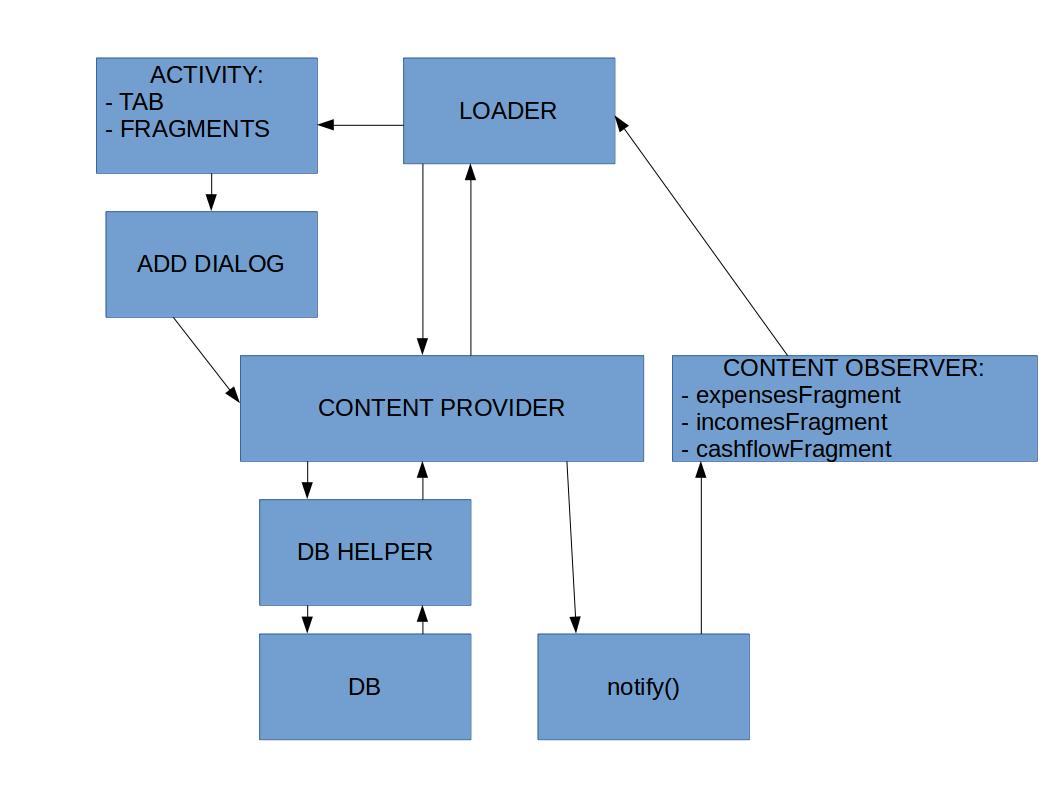 ACTIVITY:
- TAB
- FRAGMENTS
LOADER
ADD DIALOG
CONTENT PROVIDER
CONTENT OBSERVER:
- expensesFragment
- incomesFragment
- cashflowFragment
DB HELPER
DB
notify()